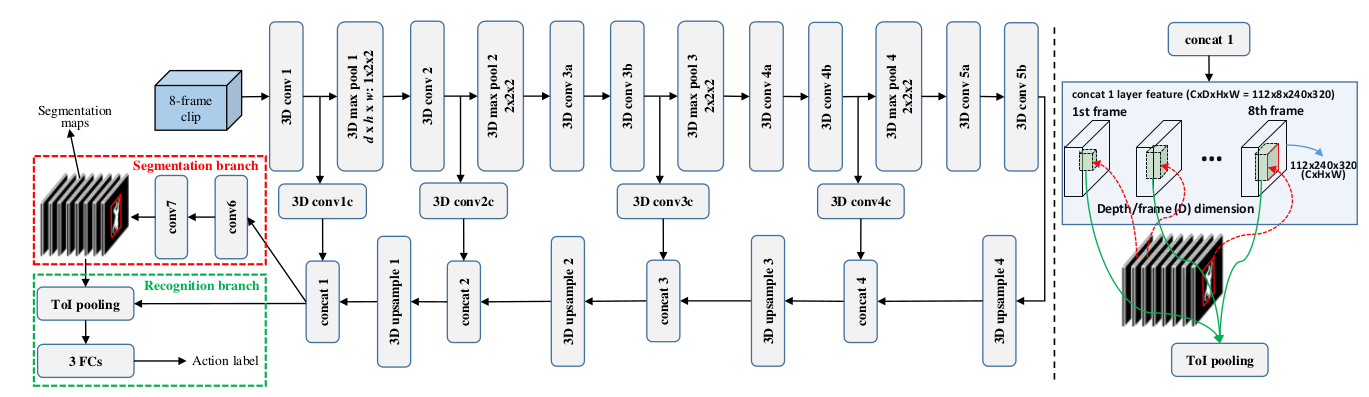 8-frame
clip
3D conv 1
3D max pool 1
d x h x w: 1x2x2
3D conv 2
3D max pool 2
2x2x2
3D conv 3a
3D conv 3b
3D max pool 3
2x2x2
3D conv 4a
3D conv 4b
3D max pool 4
2x2x2
3D conv 5a
3D conv 5b
3D conv1c
3D conv2c
3D conv3c
3D conv4c
Segmentation
maps
Segmentation branch
conv7
conv6
Recognition branch
ToI pooling
3 FCs
Action label
concat 1
3D upsample 1
concat 2
3D upsample 2
concat 3
3D upsample 3
concat 4
3D upsample 4
concat 1
concat 1 layer feature (CxDxHxW = 112x8x240x320)
1st frame
8th frame
112x240x320
(CxHxW)
Depth/frame (D) dimension
ToI pooling